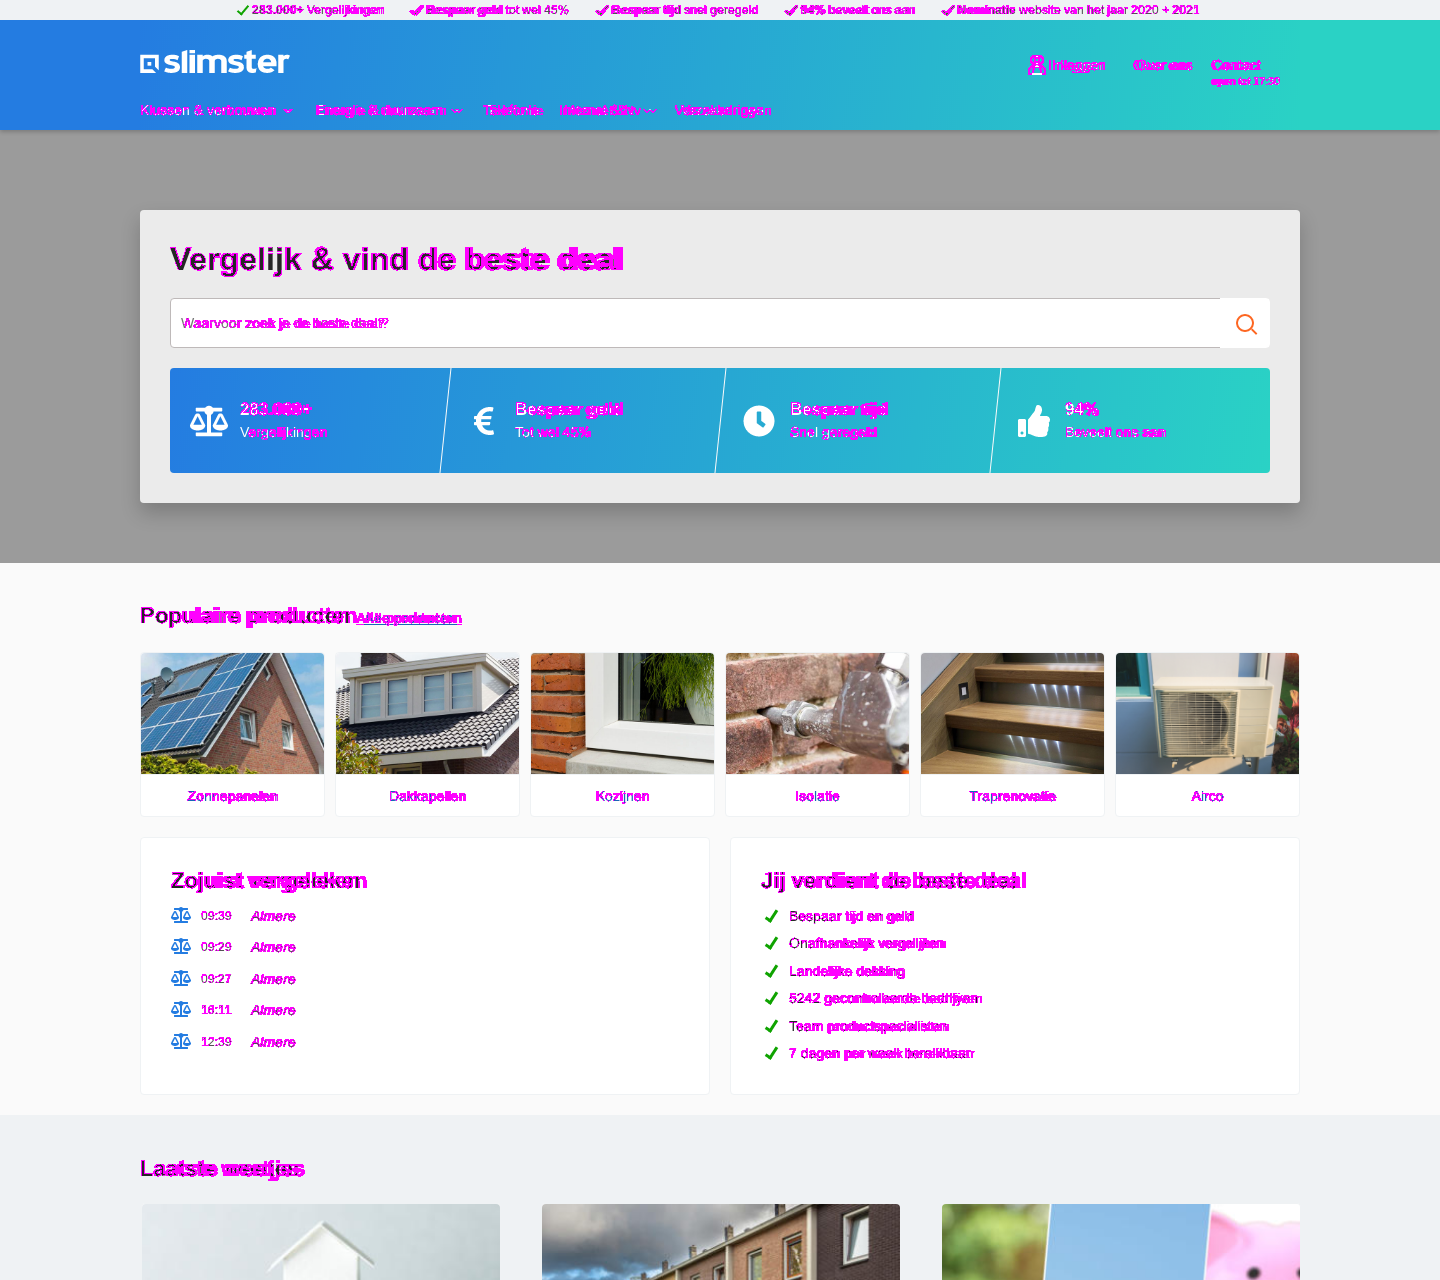 283.000+ Vergelijkingen Bespaar geld tot wel 45% Bespaar tijd snel geregeld 94% beveelt ons aan Nominatie website van het jaar 2020 + 2021
slimster
Inloggen Over ons Contact
open tot 17:30
Klussen & verbouwen Energie & duurzaam Telefonie Internet & tv Verzekeringen
Vergelijk & vind de beste deal
Waarvoor zoek je de beste deal?
283.000+ Bespaar geld Bespaar tijd 94%
Vergelijkingen Tot wel 45% Snel geregeld Beveelt ons aan
Populaire producten Alle producten
Zonnepanelen Dakkapellen Kozijnen Isolatie Traprenovatie Airco
Zojuist vergeleken
09:39 Almere
09:29 Almere
09:27 Almere
16:11 Almere
12:39 Almere
Jij verdient de beste deal
Bespaar tijd en geld
Onafhankelijk vergelijken
Landelijke dekking
5242 gecontroleerde bedrijven
Team productspecialisten
7 dagen per week bereikbaar
Laatste weetjes